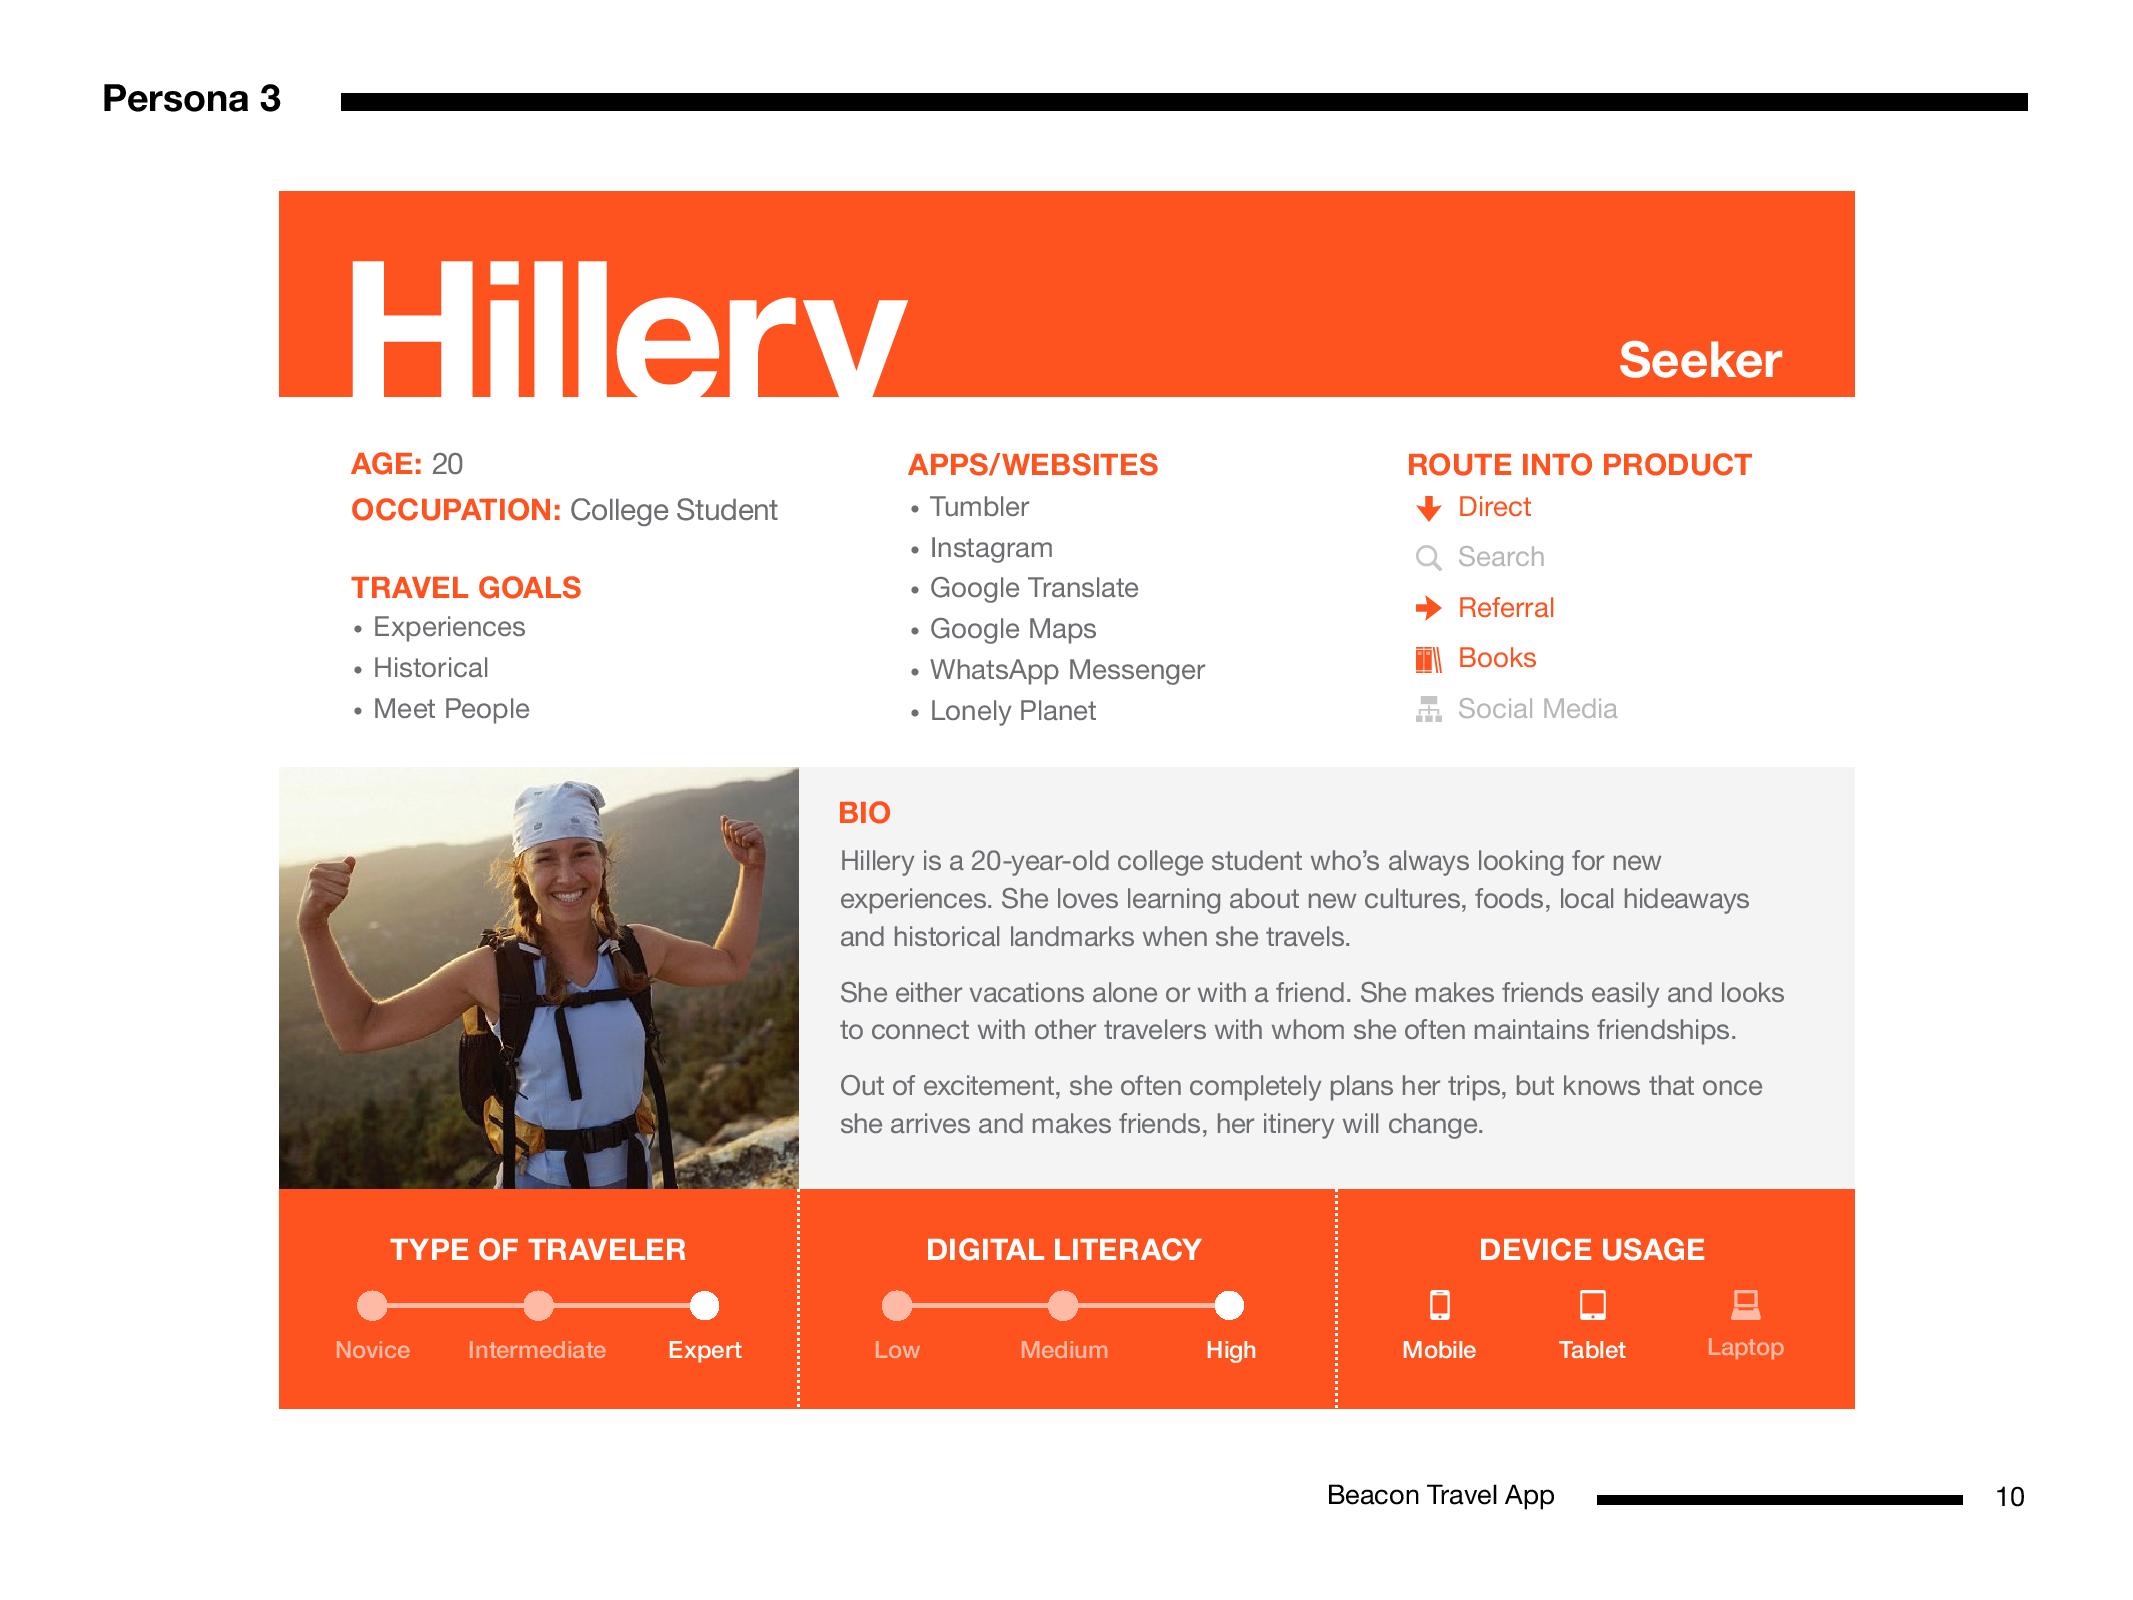 Persona 3
Hillery
Seeker
AGE: 20
OCCUPATION: College Student
TRAVEL GOALS
• Experiences
• Historical
• Meet People
APPS/WEBSITES
• Tumbler
• Instagram
• Google Translate
• Google Maps
• WhatsApp Messenger
• Lonely Planet
ROUTE INTO PRODUCT
Direct
Search
Referral
Books
Social Media
BIO
Hillery is a 20-year-old college student who’s always looking for new
experiences. She loves learning about new cultures, foods, local hideaways
and historical landmarks when she travels.
She either vacations alone or with a friend. She makes friends easily and looks
to connect with other travelers with whom she often maintains friendships.
Out of excitement, she often completely plans her trips, but knows that once
she arrives and makes friends, her itinery will change.
TYPE OF TRAVELER
Novice Intermediate Expert
DIGITAL LITERACY
Low Medium High
DEVICE USAGE
Mobile Tablet Laptop
Beacon Travel App 10